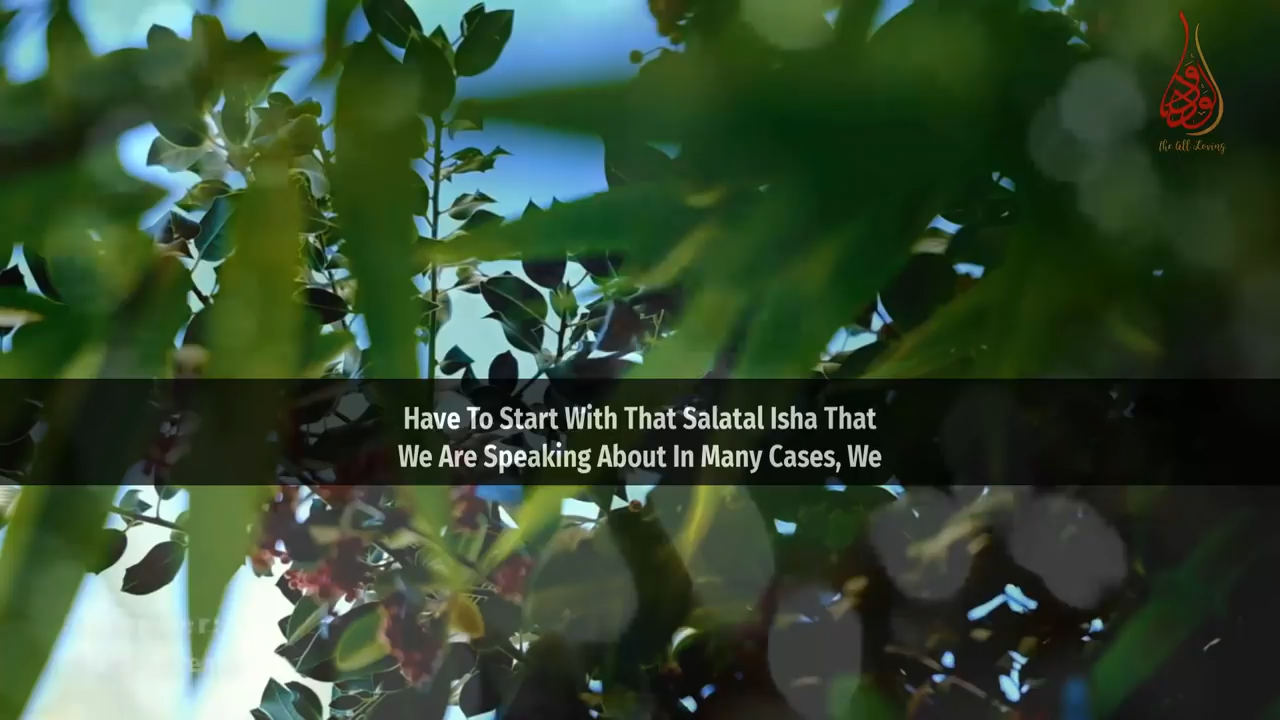 ودود
the All-Loving
Have To Start With That Salatal Isha That
We Are Speaking About In Many Cases, We